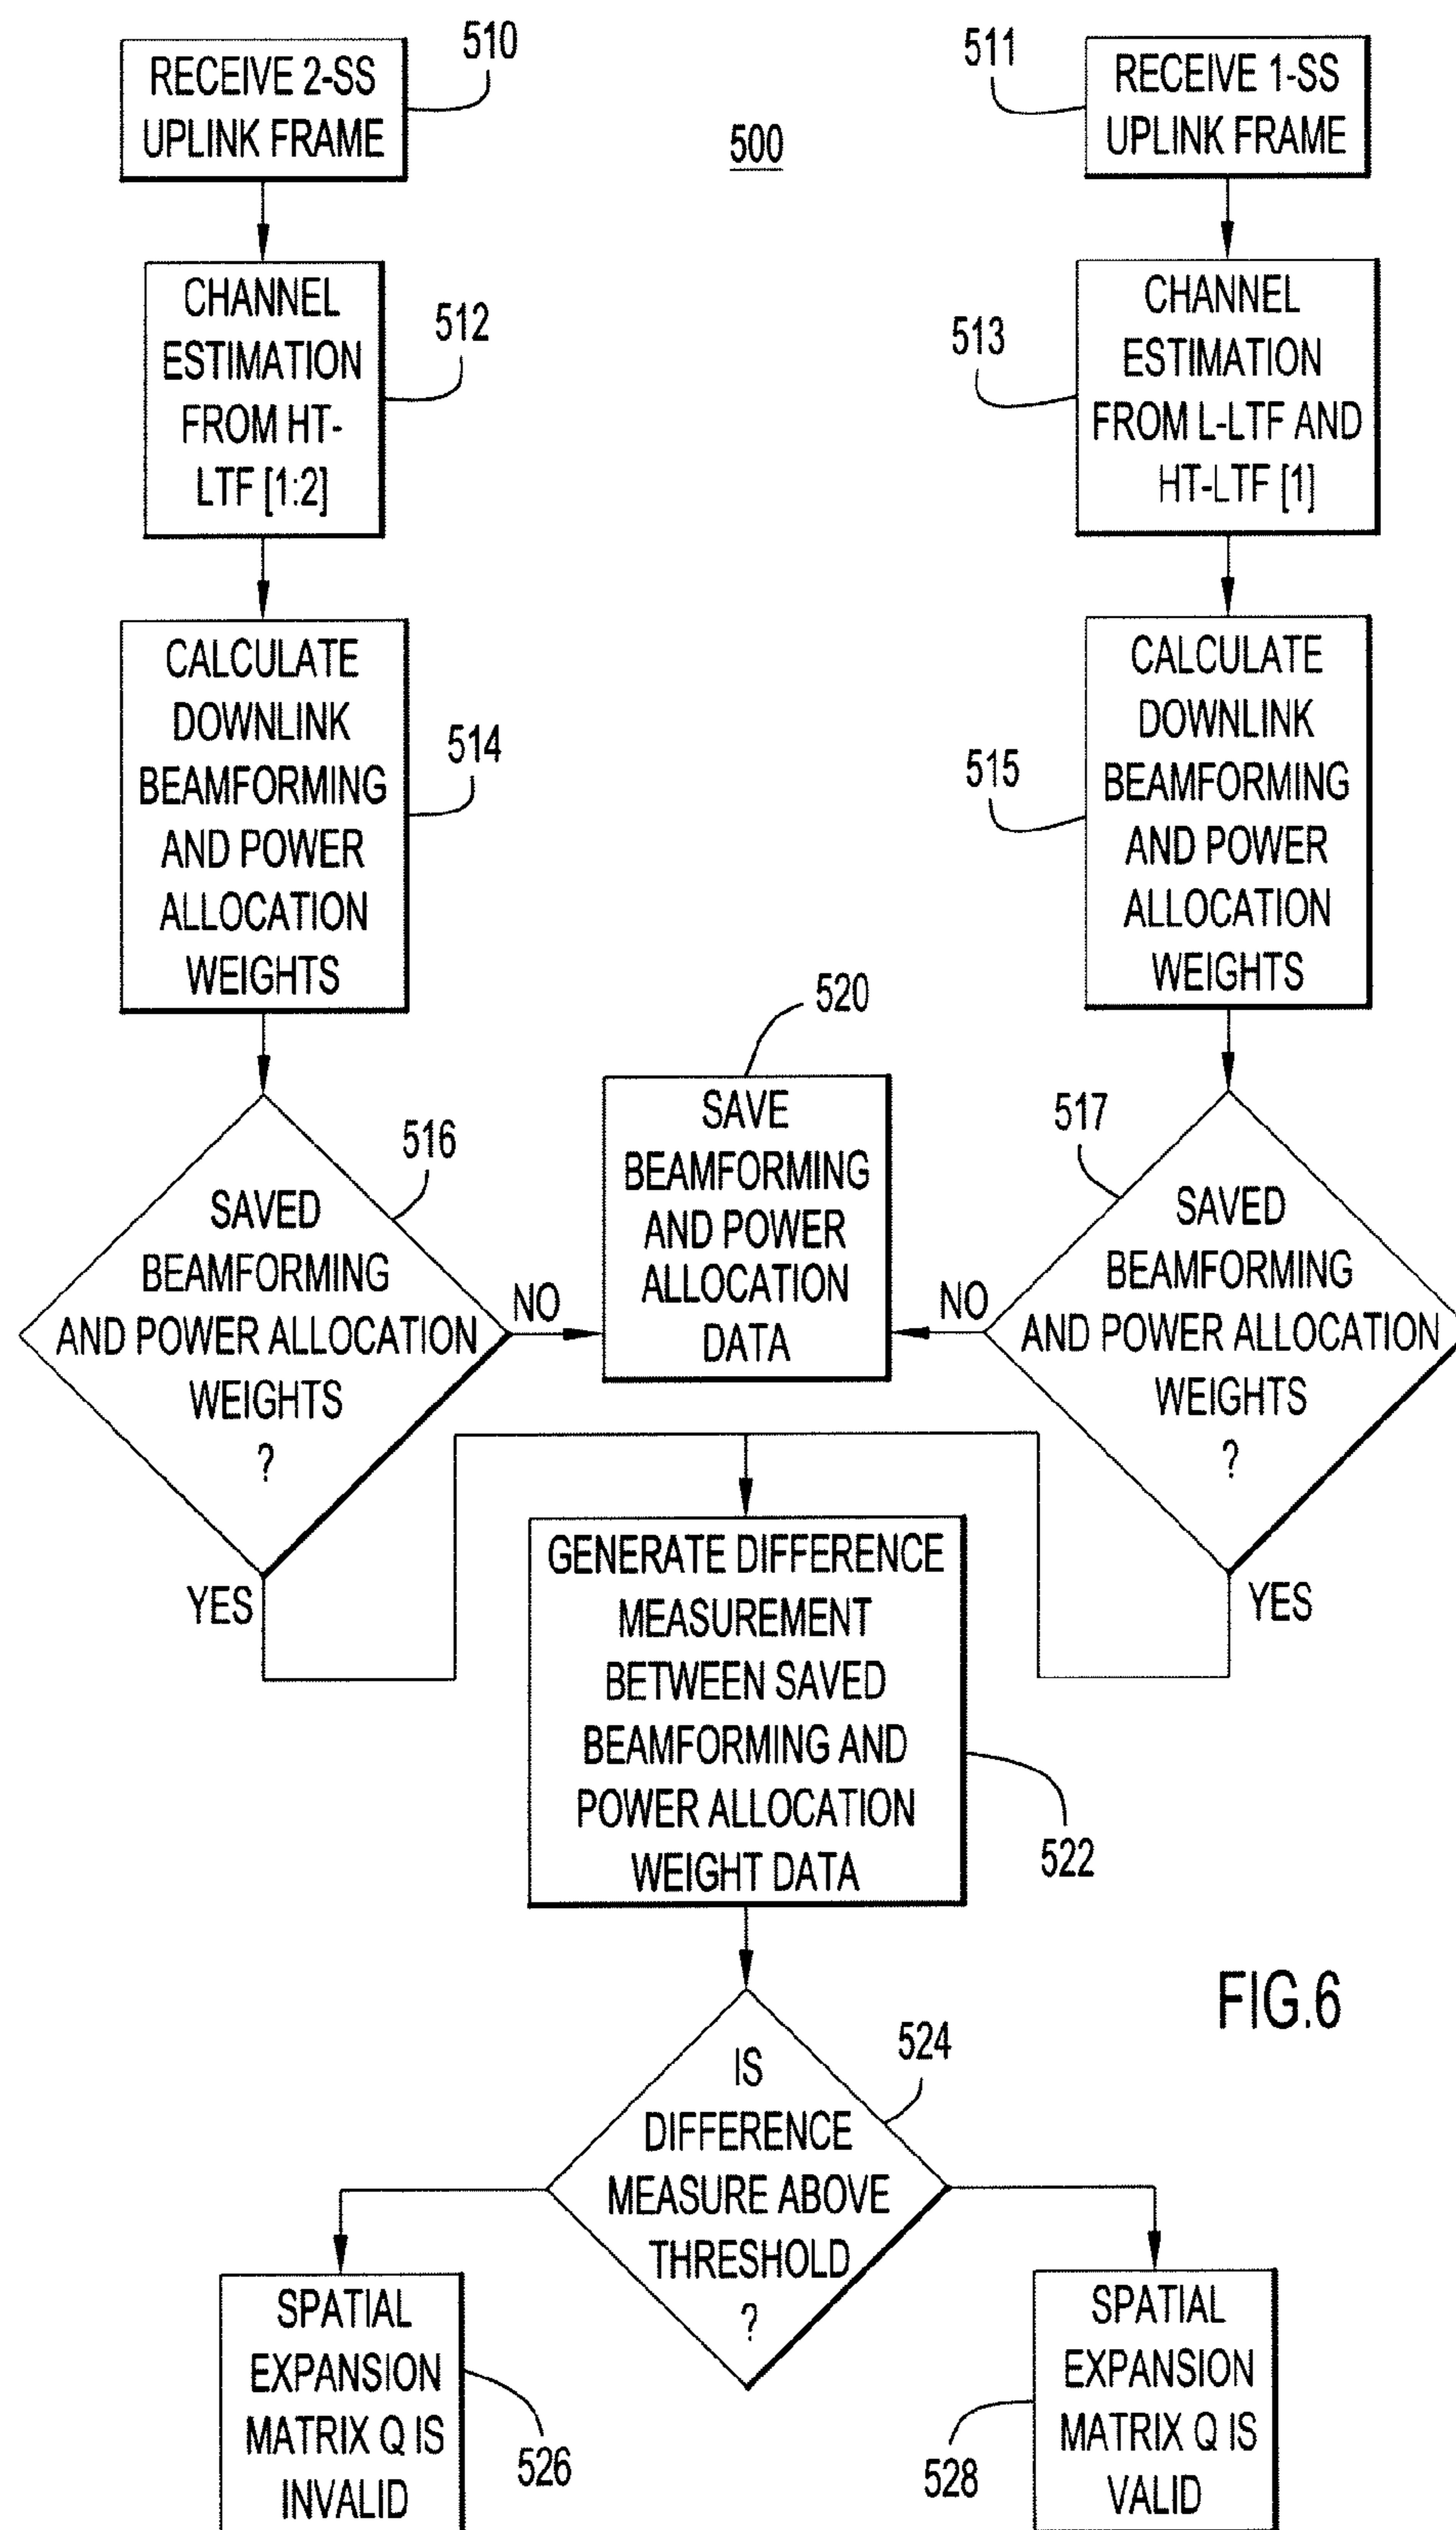 510
RECEIVE 2-SS
UPLINK FRAME
511
RECEIVE 1-SS
UPLINK FRAME
500
CHANNEL
ESTIMATION
FROM HT-
LTF [1:2]
512
513
CHANNEL
ESTIMATION
FROM L-LTF AND
HT-LTF [1]
CALCULATE
DOWNLINK
BEAMFORMING
AND POWER
ALLOCATION
WEIGHTS
514
515
CALCULATE
DOWNLINK
BEAMFORMING
AND POWER
ALLOCATION
WEIGHTS
520
SAVE
BEAMFORMING
AND POWER
ALLOCATION
DATA
516
SAVED
BEAMFORMING
AND POWER ALLOCATION
WEIGHTS
?
NO
YES
517
SAVED
BEAMFORMING
AND POWER ALLOCATION
WEIGHTS
?
NO
YES
GENERATE DIFFERENCE
MEASUREMENT
BETWEEN SAVED
BEAMFORMING AND
POWER ALLOCATION
WEIGHT DATA
522
FIG.6
524
IS
DIFFERENCE
MEASURE ABOVE
THRESHOLD
?
SPATIAL
EXPANSION
MATRIX Q IS
INVALID
526
528
SPATIAL
EXPANSION
MATRIX Q IS
VALID